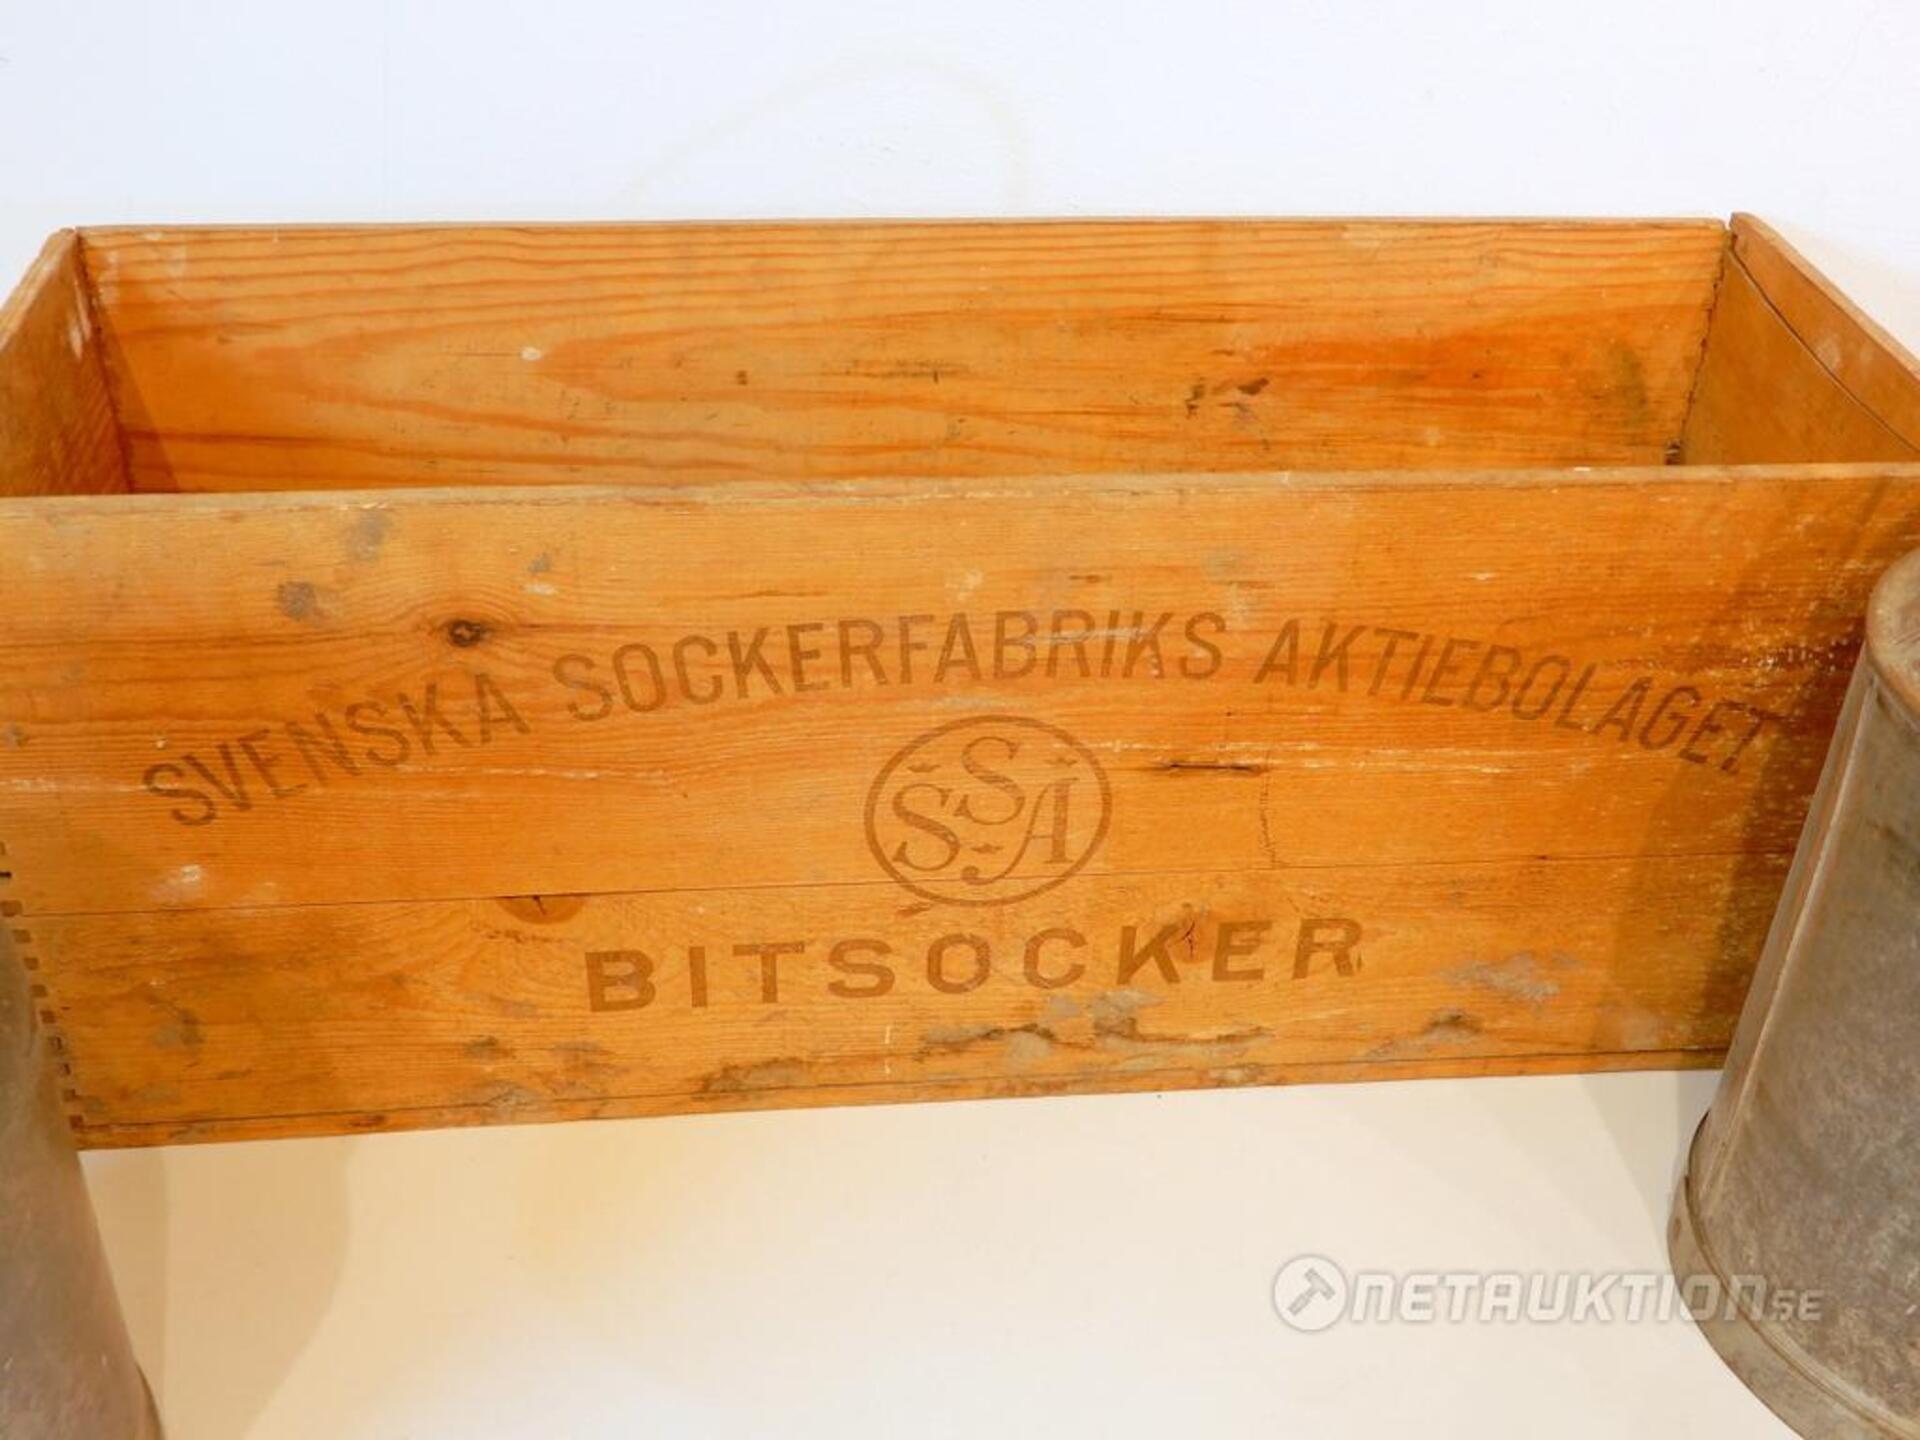 SVENSKA SOCKERFABRIKS AKTIEBOLAGET
SSA
BITSOCKER
NETAUKTION.SE